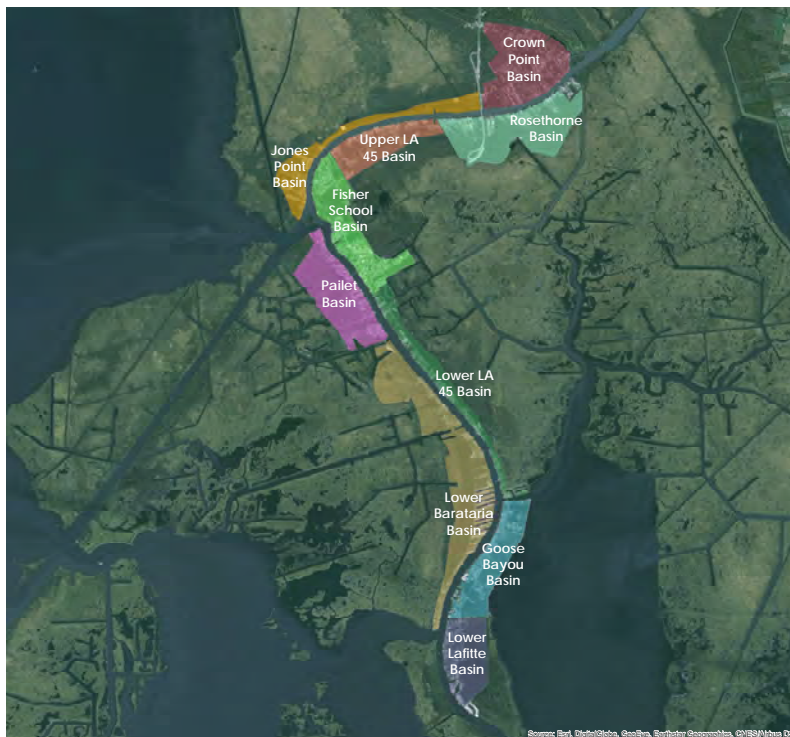 Crown
Point
Basin
Rosethorne
Basin
Upper LA
45 Basin
Jones
Point
Basin
Fisher
School
Basin
Pailet
Basin
Lower LA
45 Basin
Lower
Barataria
Basin
Goose
Bayou
Basin
Lower
Lafitte
Basin
Source: Esri, DigitalGlobe, GeoEye, Earthstar Geographics, CNES/Airbus D